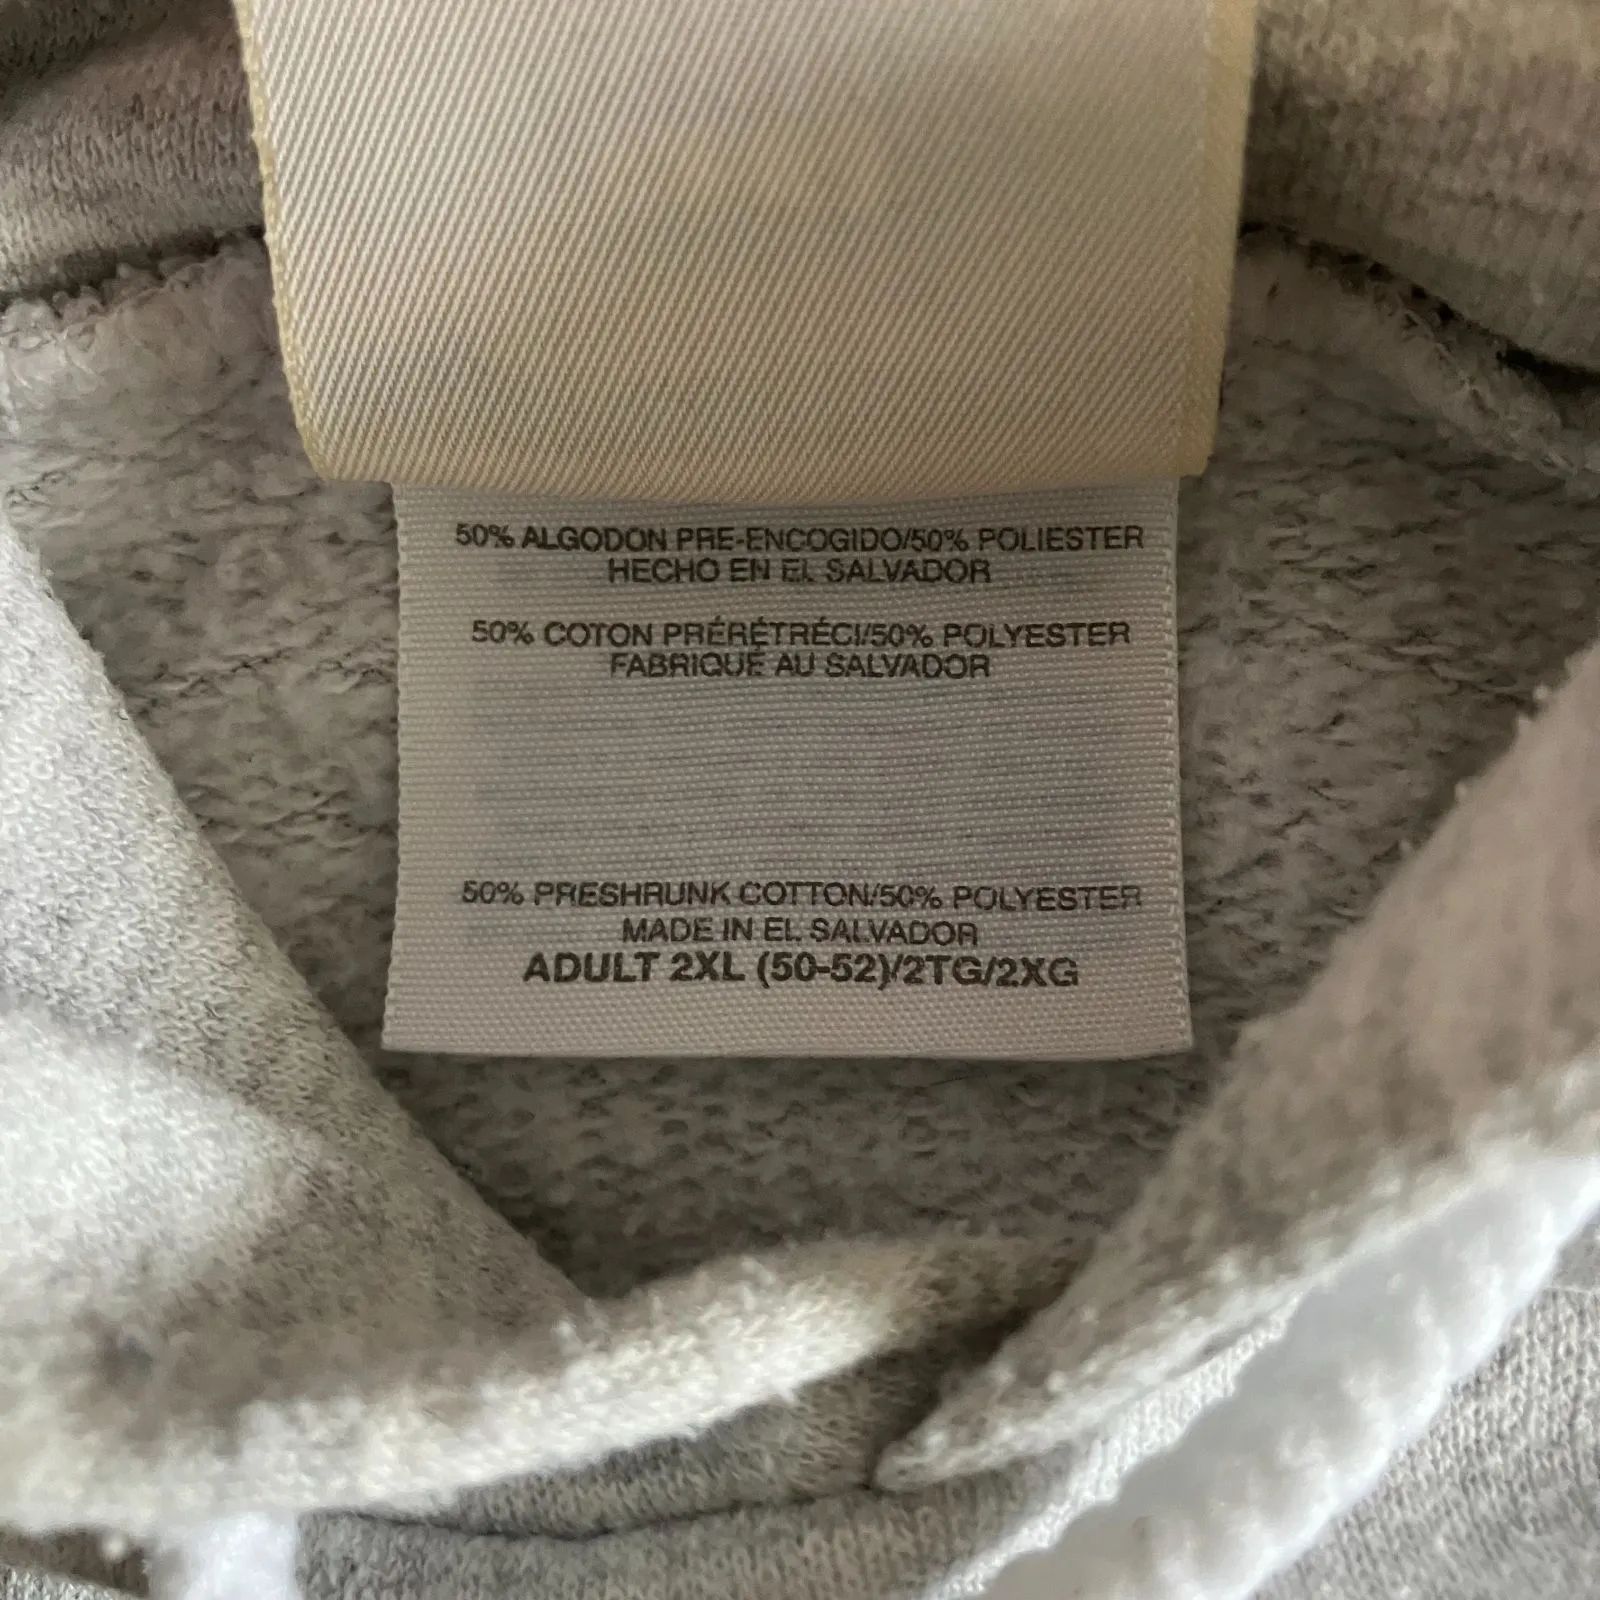 50% ALGODON PRE-ENCOGIDO/50% POLIESTER
HECHO EN EL SALVADOR
50% COTON PRÉRÉTRÉCI/50% POLYESTER
FABRIQUÉ AU SALVADOR
50% PRESHRUNK COTTON/50% POLYESTER
MADE IN EL SALVADOR
ADULT 2XL (50-52)/2TG/2XG